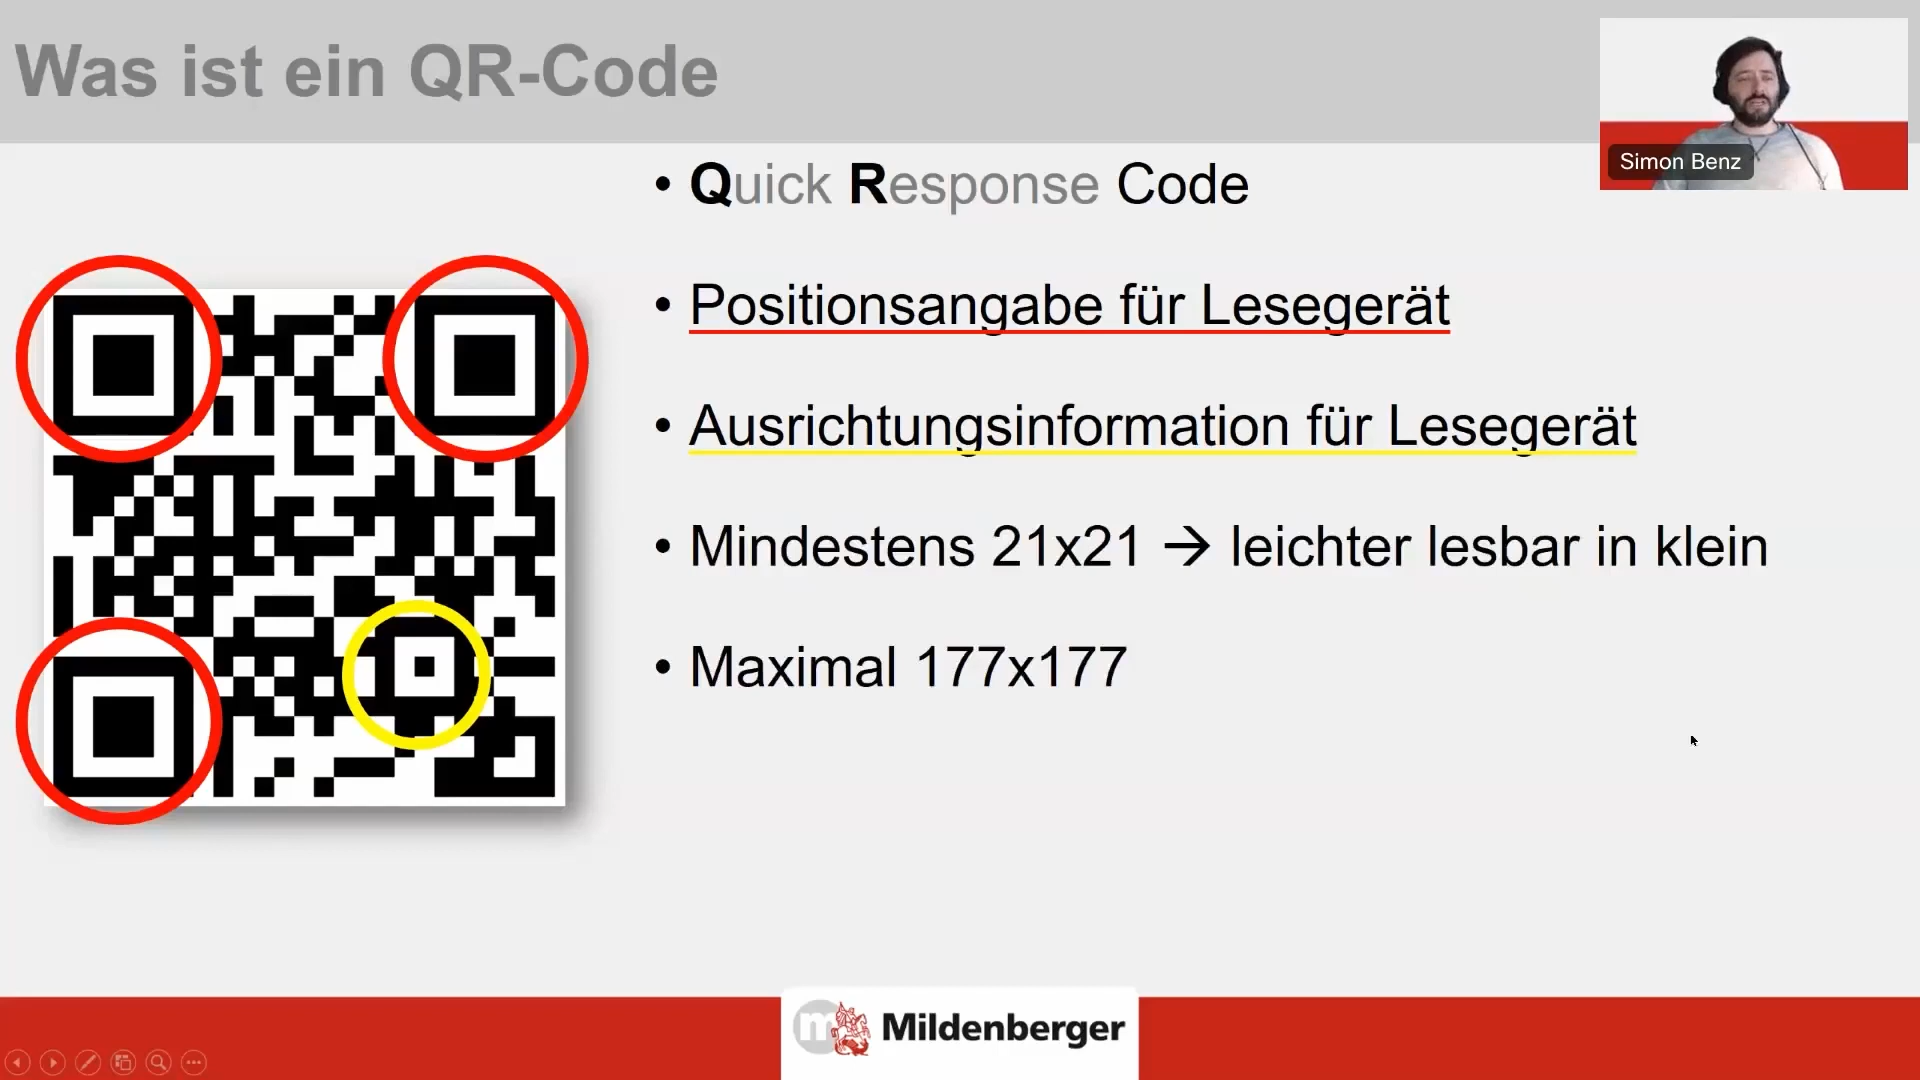 Was ist ein QR-Code
Simon Benz
• Quick Response Code
• Positionsangabe für Lesegerät
• Ausrichtungsinformation für Lesegerät
• Mindestens 21x21 → leichter lesbar in klein
• Maximal 177x177
m Mildenberger